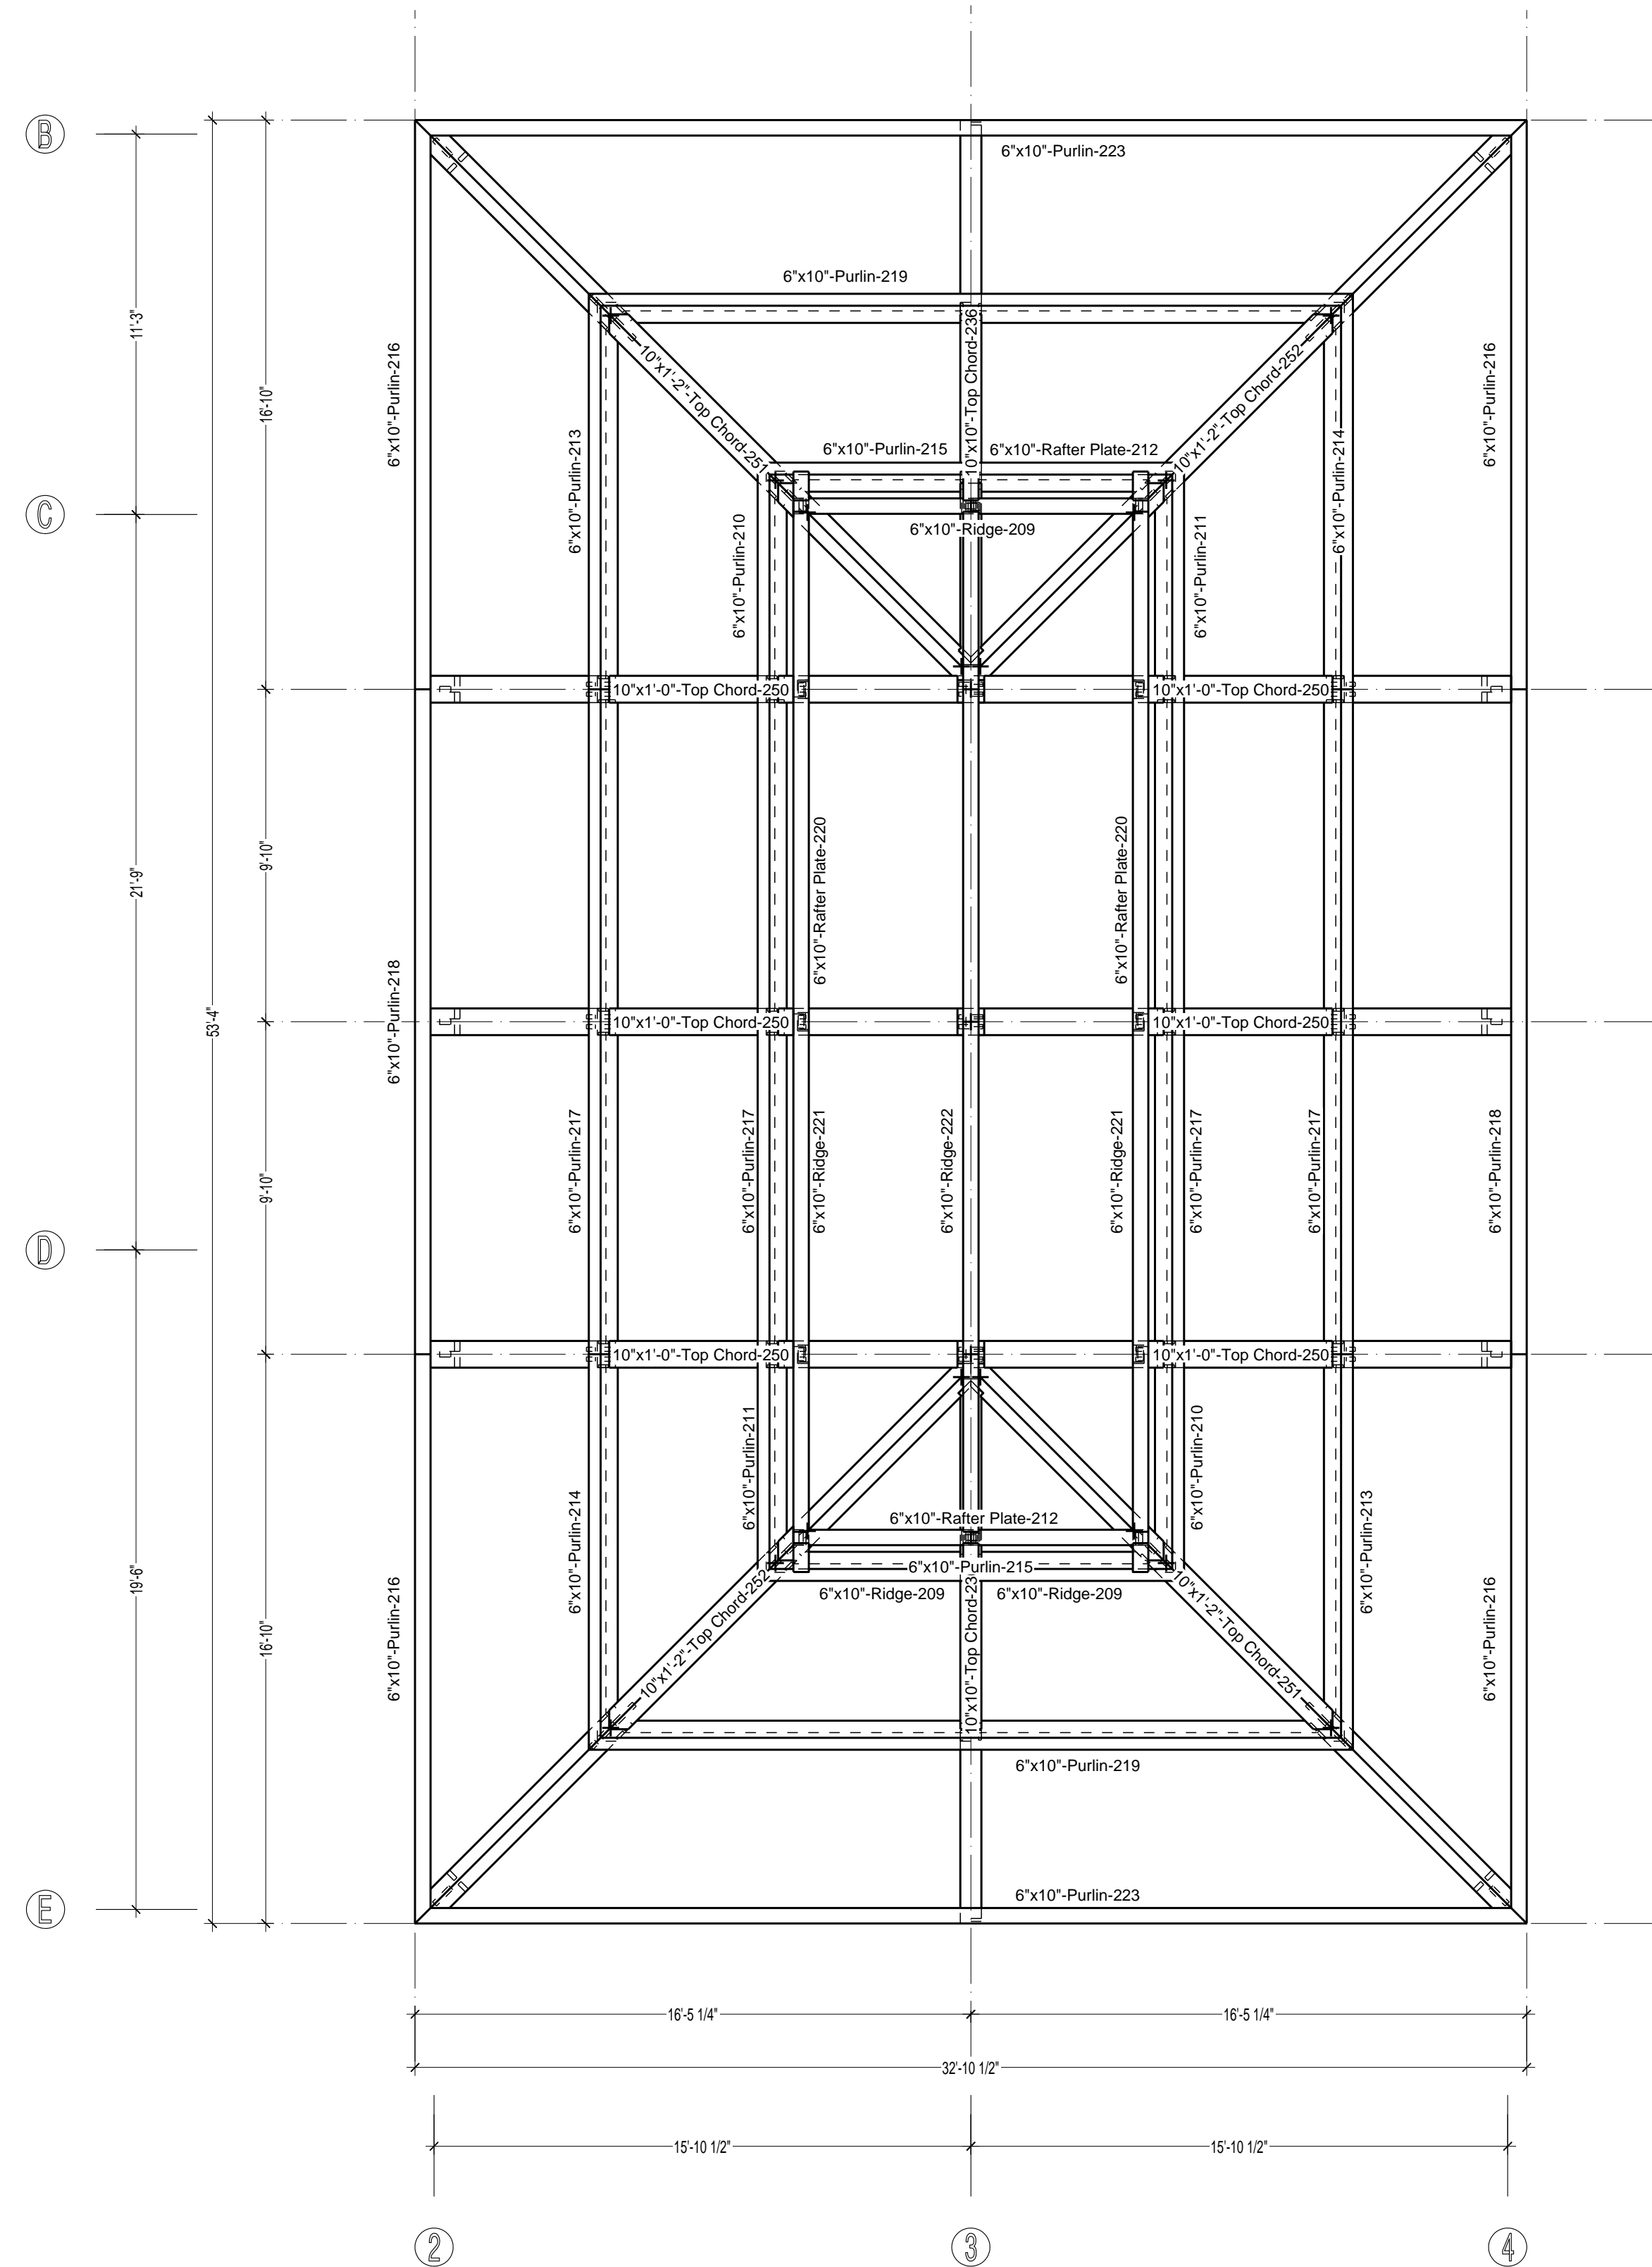 B
6"x10"-Purlin-223
6"x10"-Purlin-219
11'-3"
16'-10"
6"x10"-Purlin-216
6"x10"-Purlin-213
10"x1'-2"-Top Chord-251
10"x10"-Top Chord-236
10"x1'-2"-Top Chord-252
6"x10"-Purlin-214
6"x10"-Purlin-216
6"x10"-Purlin-215
6"x10"-Rafter Plate-212
C
6"x10"-Ridge-209
6"x10"-Purlin-210
6"x10"-Purlin-211
10"x1'-0"-Top Chord-250
10"x1'-0"-Top Chord-250
21'-9"
9'-10"
6"x10"-Rafter Plate-220
6"x10"-Rafter Plate-220
53'-4"
6"x10"-Purlin-218
10"x1'-0"-Top Chord-250
10"x1'-0"-Top Chord-250
9'-10"
6"x10"-Purlin-217
6"x10"-Purlin-217
6"x10"-Ridge-221
6"x10"-Ridge-222
6"x10"-Ridge-221
6"x10"-Purlin-217
6"x10"-Purlin-217
6"x10"-Purlin-218
D
10"x1'-0"-Top Chord-250
10"x1'-0"-Top Chord-250
6"x10"-Purlin-211
6"x10"-Purlin-210
6"x10"-Purlin-214
6"x10"-Purlin-213
6"x10"-Rafter Plate-212
6"x10"-Purlin-215
6"x10"-Ridge-209
6"x10"-Ridge-209
19'-6"
16'-10"
6"x10"-Purlin-216
10"x1'-2"-Top Chord-252
10"x10"-Top Chord-23
10"x1'-2"-Top Chord-251
6"x10"-Purlin-216
6"x10"-Purlin-219
6"x10"-Purlin-223
E
16'-5 1/4"
16'-5 1/4"
32'-10 1/2"
15'-10 1/2"
15'-10 1/2"
2
3
4